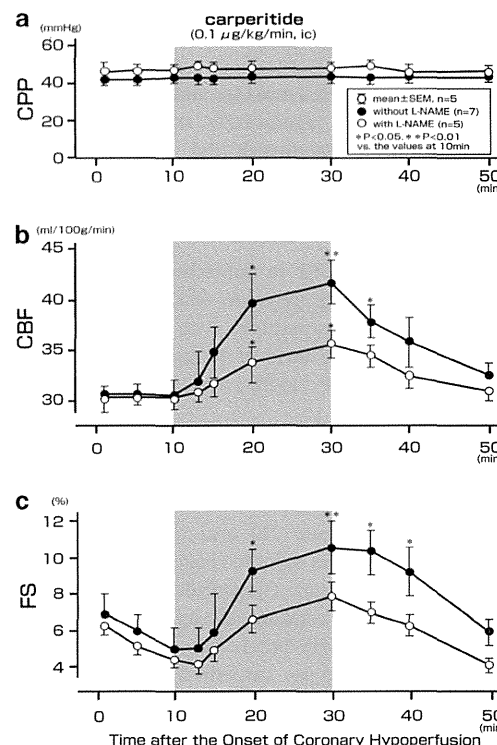 a
carperitide
(0.1 μg/kg/min, ic)
(mmHg)
60
40
20
0
CPP
mean±SEM, n=5
without L-NAME (n=7)
with L-NAME (n=5)
*P<0.05. **P<0.01
vs. the values at 10min
0 10 20 30 40 50
(min
b
(ml/100g/min)
45
40
35
30
CBF
* ** * * *
0 10 20 30 40 50
(min
c
(%)
12
10
8
6
4
FS
* ** * *
0 10 20 30 40 50
(min
Time after the Onset of Coronary Hypoperfusion